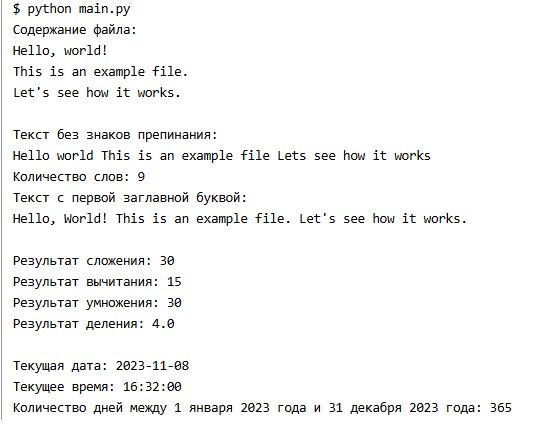 $ python main.py
Содержание файла:
Hello, world!
This is an example file.
Let's see how it works.
Текст без знаков препинания:
Hello world This is an example file Lets see how it works
Количество слов: 9
Текст с первой заглавной буквой:
Hello, World! This is an example file. Let's see how it works.
Результат сложения: 30
Результат вычитания: 15
Результат умножения: 30
Результат деления: 4.0
Текущая дата: 2023-11-08
Текущее время: 16:32:00
Количество дней между 1 января 2023 года и 31 декабря 2023 года: 365